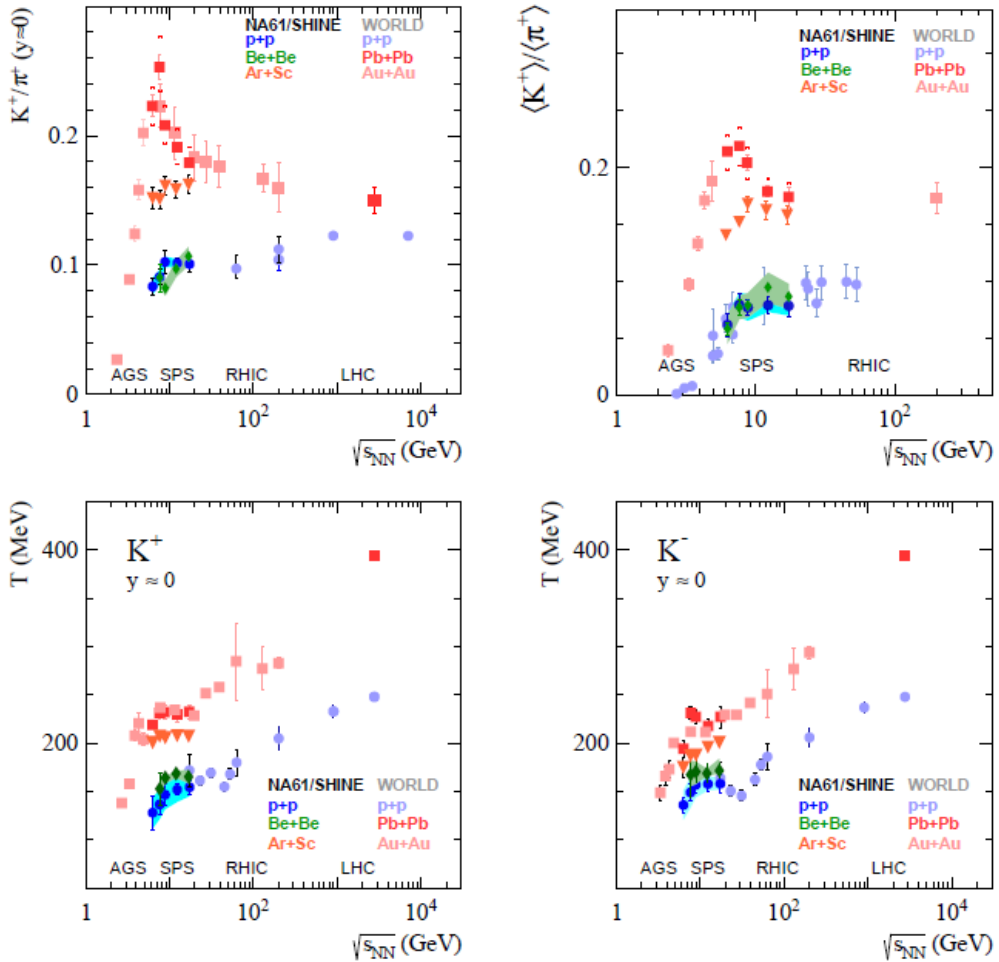 K⁺/π⁺ (y≈0)
NA61/SHINE WORLD
p+p p+p
Be+Be Pb+Pb
Ar+Sc Au+Au
0.2
0.1
0
AGS SPS RHIC LHC
1 10² 10⁴
√s_NN (GeV)
⟨K⁺⟩/⟨π⁺⟩
NA61/SHINE WORLD
p+p p+p
Be+Be Pb+Pb
Ar+Sc Au+Au
0.2
0
AGS SPS RHIC
1 10 10²
√s_NN (GeV)
T (MeV)
K⁺
y ≈ 0
400
200
NA61/SHINE WORLD
p+p p+p
Be+Be Pb+Pb
Ar+Sc Au+Au
AGS SPS RHIC LHC
1 10² 10⁴
√s_NN (GeV)
T (MeV)
K⁻
y ≈ 0
400
200
NA61/SHINE WORLD
p+p p+p
Be+Be Pb+Pb
Ar+Sc Au+Au
AGS SPS RHIC LHC
1 10² 10⁴
√s_NN (GeV)